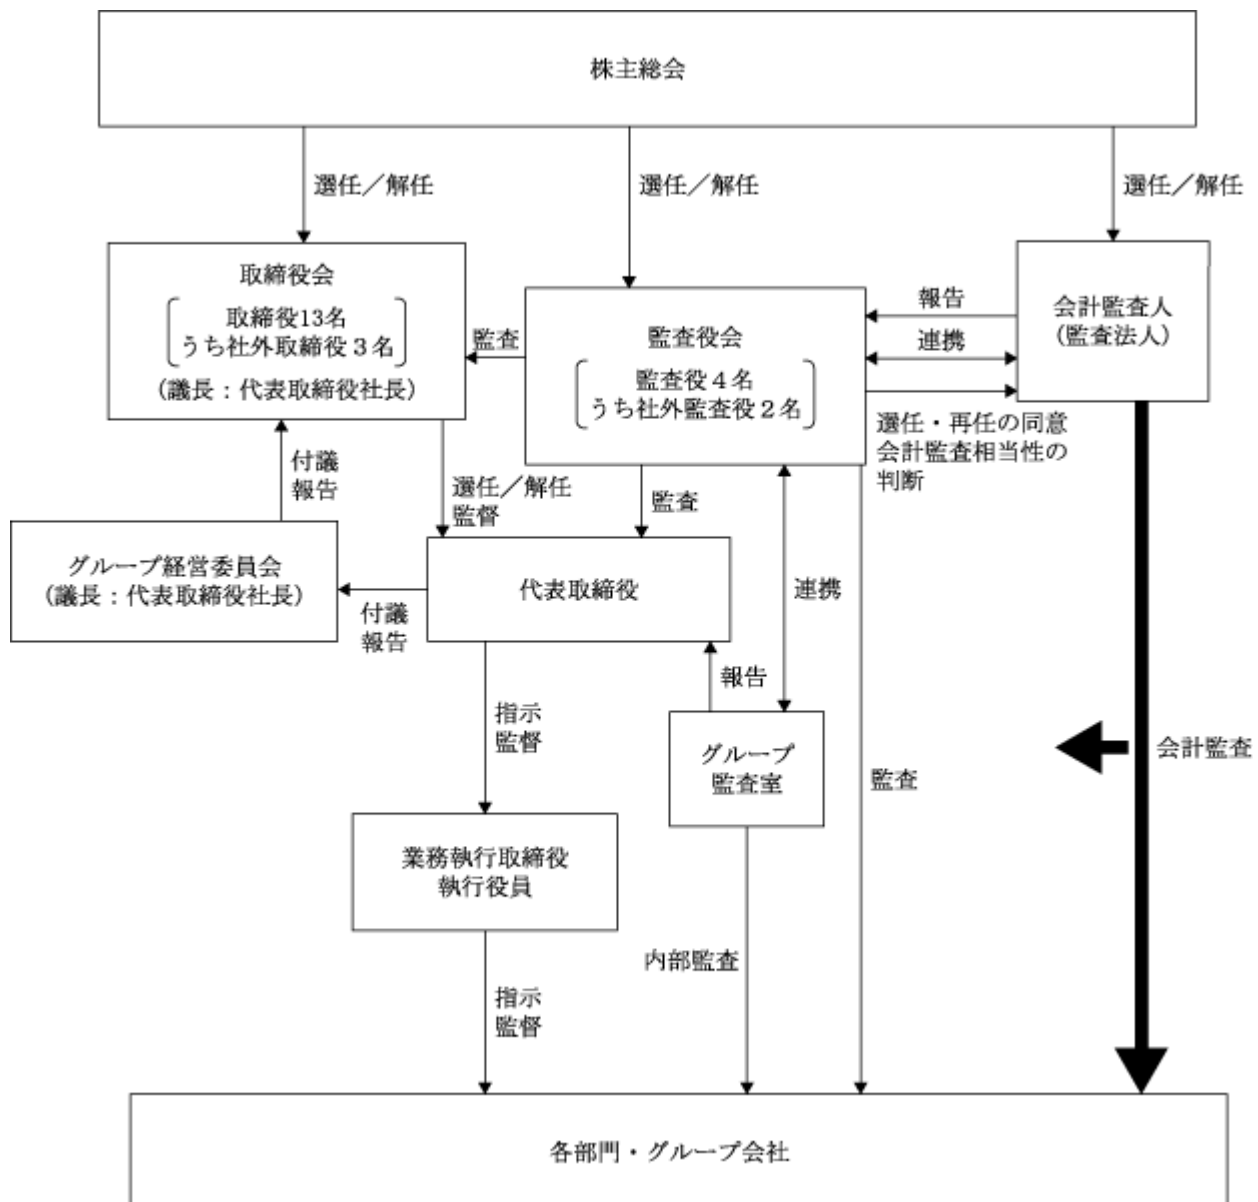 株主総会
選任／解任
選任／解任
選任／解任
取締役会
取締役13名
うち社外取締役３名
(議長：代表取締役社長)
監査
監査役会
監査役４名
うち社外監査役２名
報告
連携
会計監査人
(監査法人)
選任・再任の同意
会計監査相当性の
判断
付議
報告
選任／解任
監督
監査
グループ経営委員会
(議長：代表取締役社長)
付議
報告
代表取締役
連携
報告
指示
監督
グループ
監査室
監査
会計監査
業務執行取締役
執行役員
内部監査
指示
監督
各部門・グループ会社